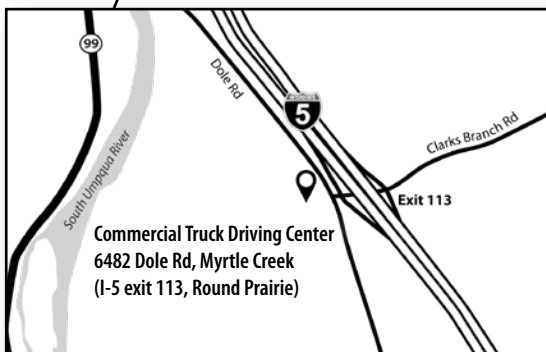 99
Dole Rd
INTERSTATE
5
Clarks Branch Rd
South Umpqua River
Exit 113
Commercial Truck Driving Center
6482 Dole Rd, Myrtle Creek
(I-5 exit 113, Round Prairie)